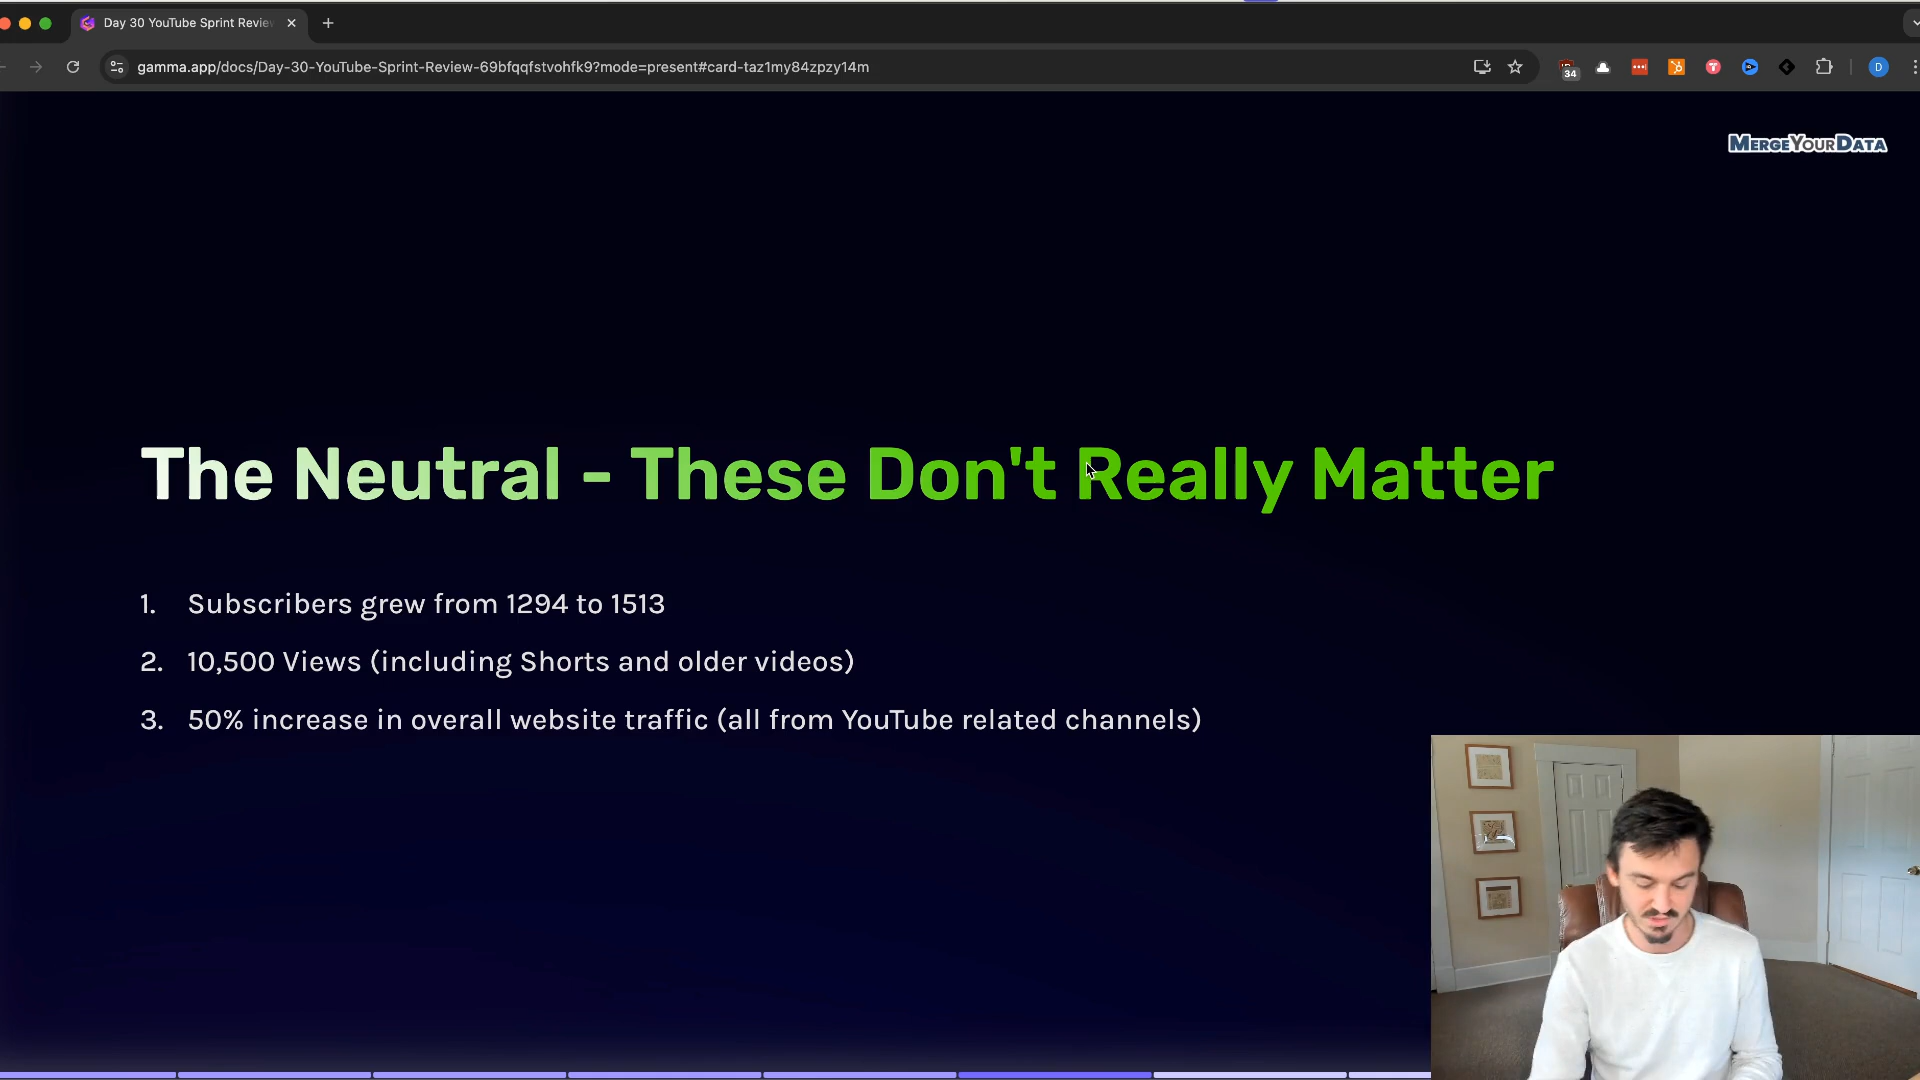 Day 30 YouTube Sprint Revie
gamma.app/docs/Day-30-YouTube-Sprint-Review-69bfqqfstvohfk9?mode=present#card-taz1my84zpzy14m
34
D
MERGEYOURDATA
The Neutral - These Don't Really Matter
1. Subscribers grew from 1294 to 1513
2. 10,500 Views (including Shorts and older videos)
3. 50% increase in overall website traffic (all from YouTube related channels)